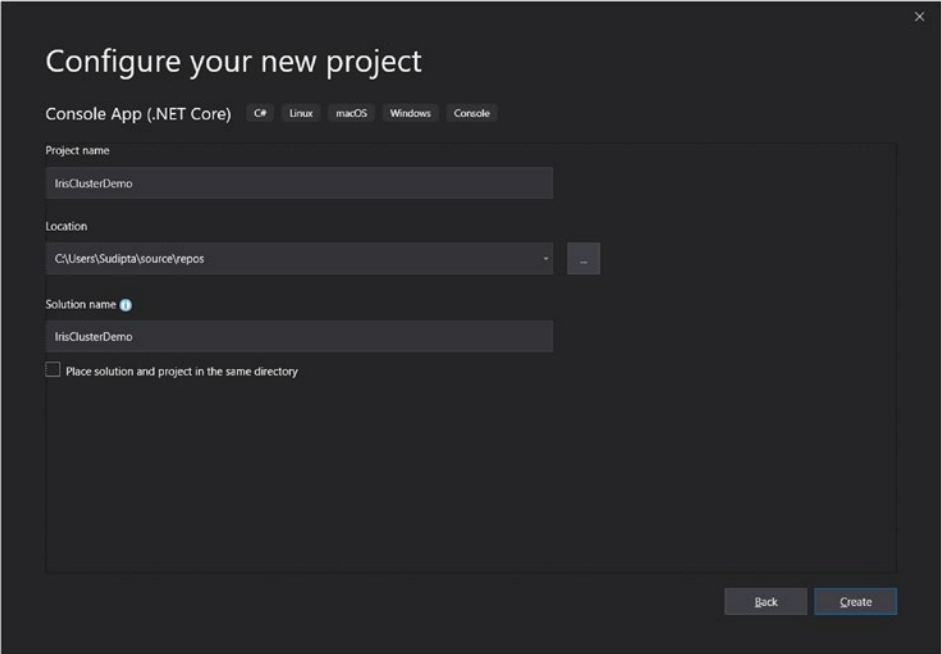 Configure your new project
Console App (.NET Core) C# Linux macOS Windows Console
Project name
IrisClusterDemo
Location
C:\Users\Sudipta\source\repos
...
Solution name
IrisClusterDemo
Place solution and project in the same directory
Back Create